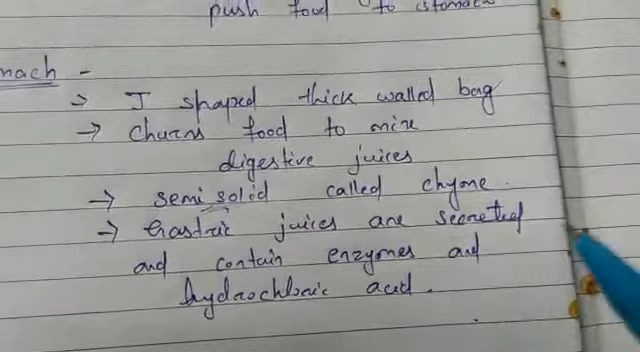 push food to stomach
mach -
→ J shaped thick walled bag
→ Churns food to mix
digestive juices
→ semi solid called chyme.
→ Gastric juices are secreted
and contain enzymes and
hydrochloric acid.